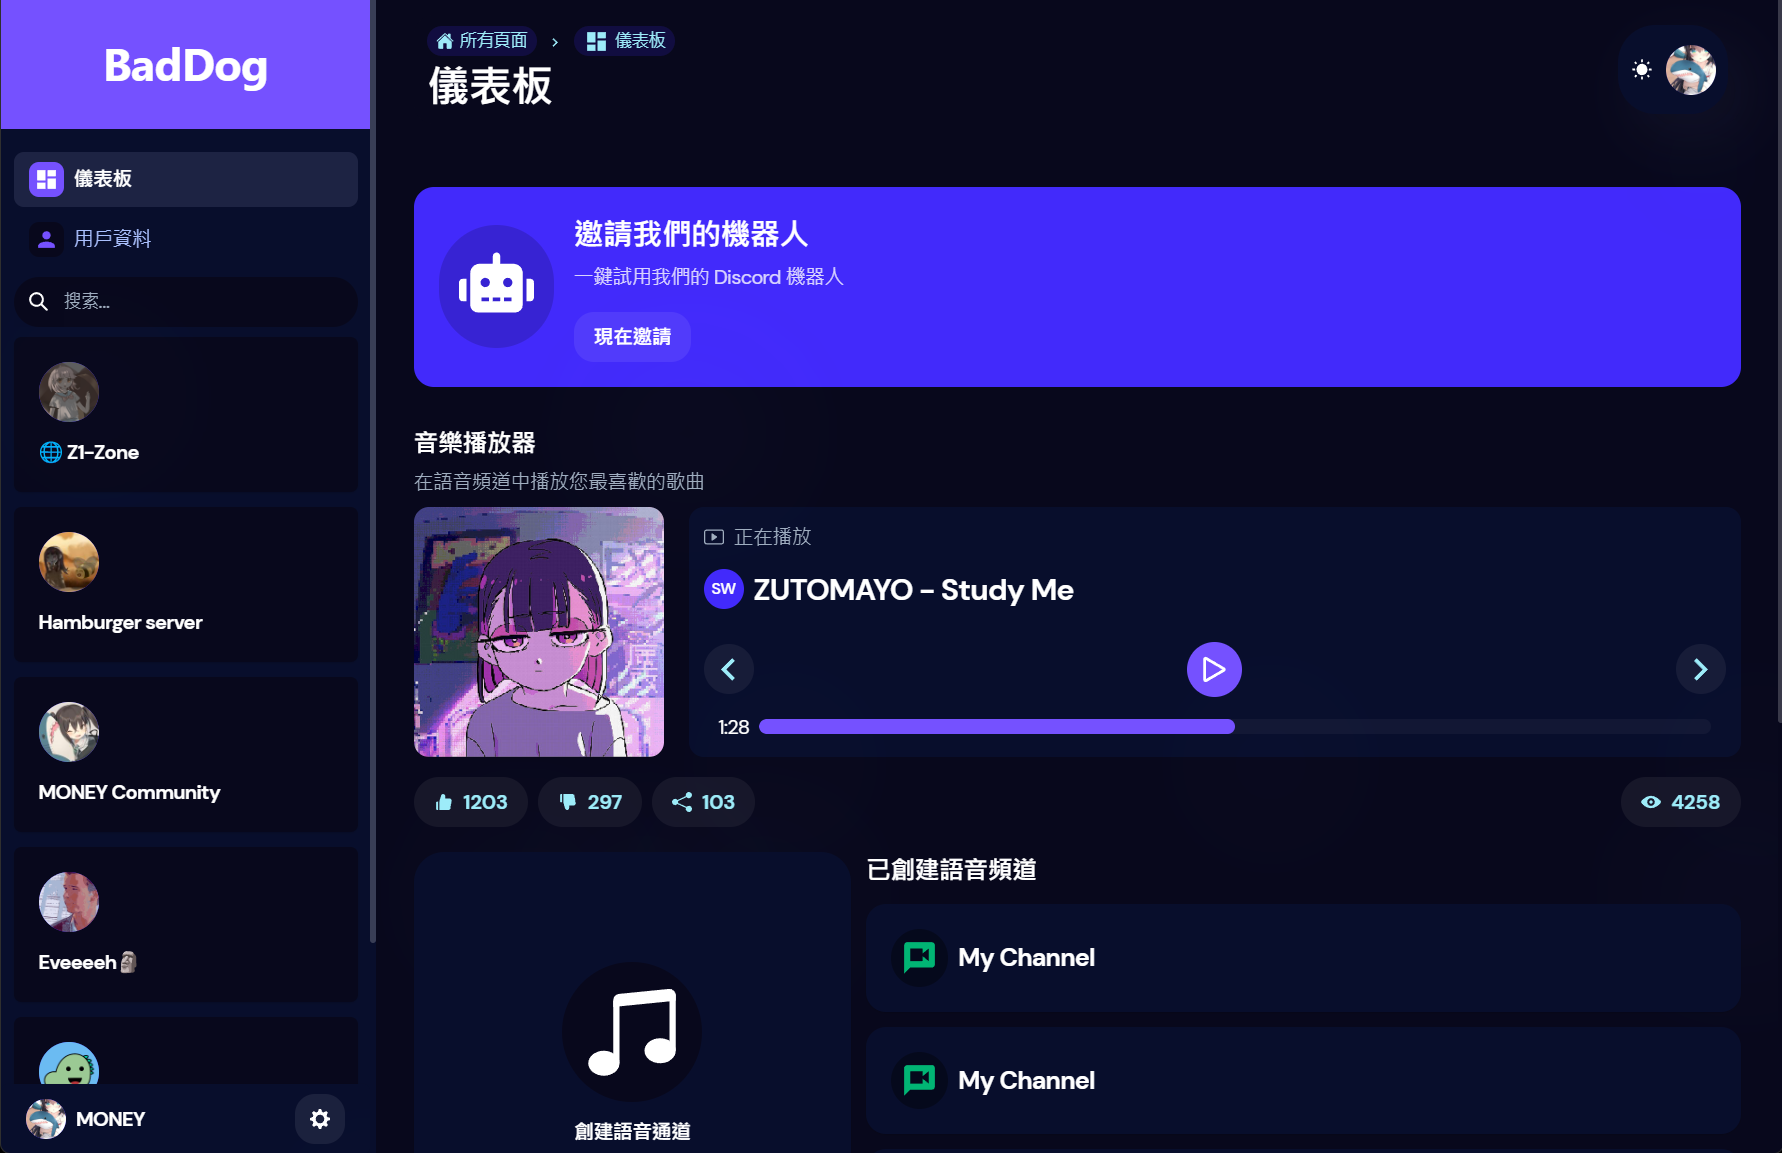 BadDog
儀表板
用戶資料
搜索...
🌐 Z1-Zone
Hamburger server
MONEY Community
Eveeeeh🗿
MONEY
所有頁面 › 儀表板
儀表板
邀請我們的機器人
一鍵試用我們的 Discord 機器人
現在邀請
音樂播放器
在語音頻道中播放您最喜歡的歌曲
正在播放
SW ZUTOMAYO - Study Me
1:28
1203 297 103 4258
創建語音通道
已創建語音頻道
My Channel
My Channel